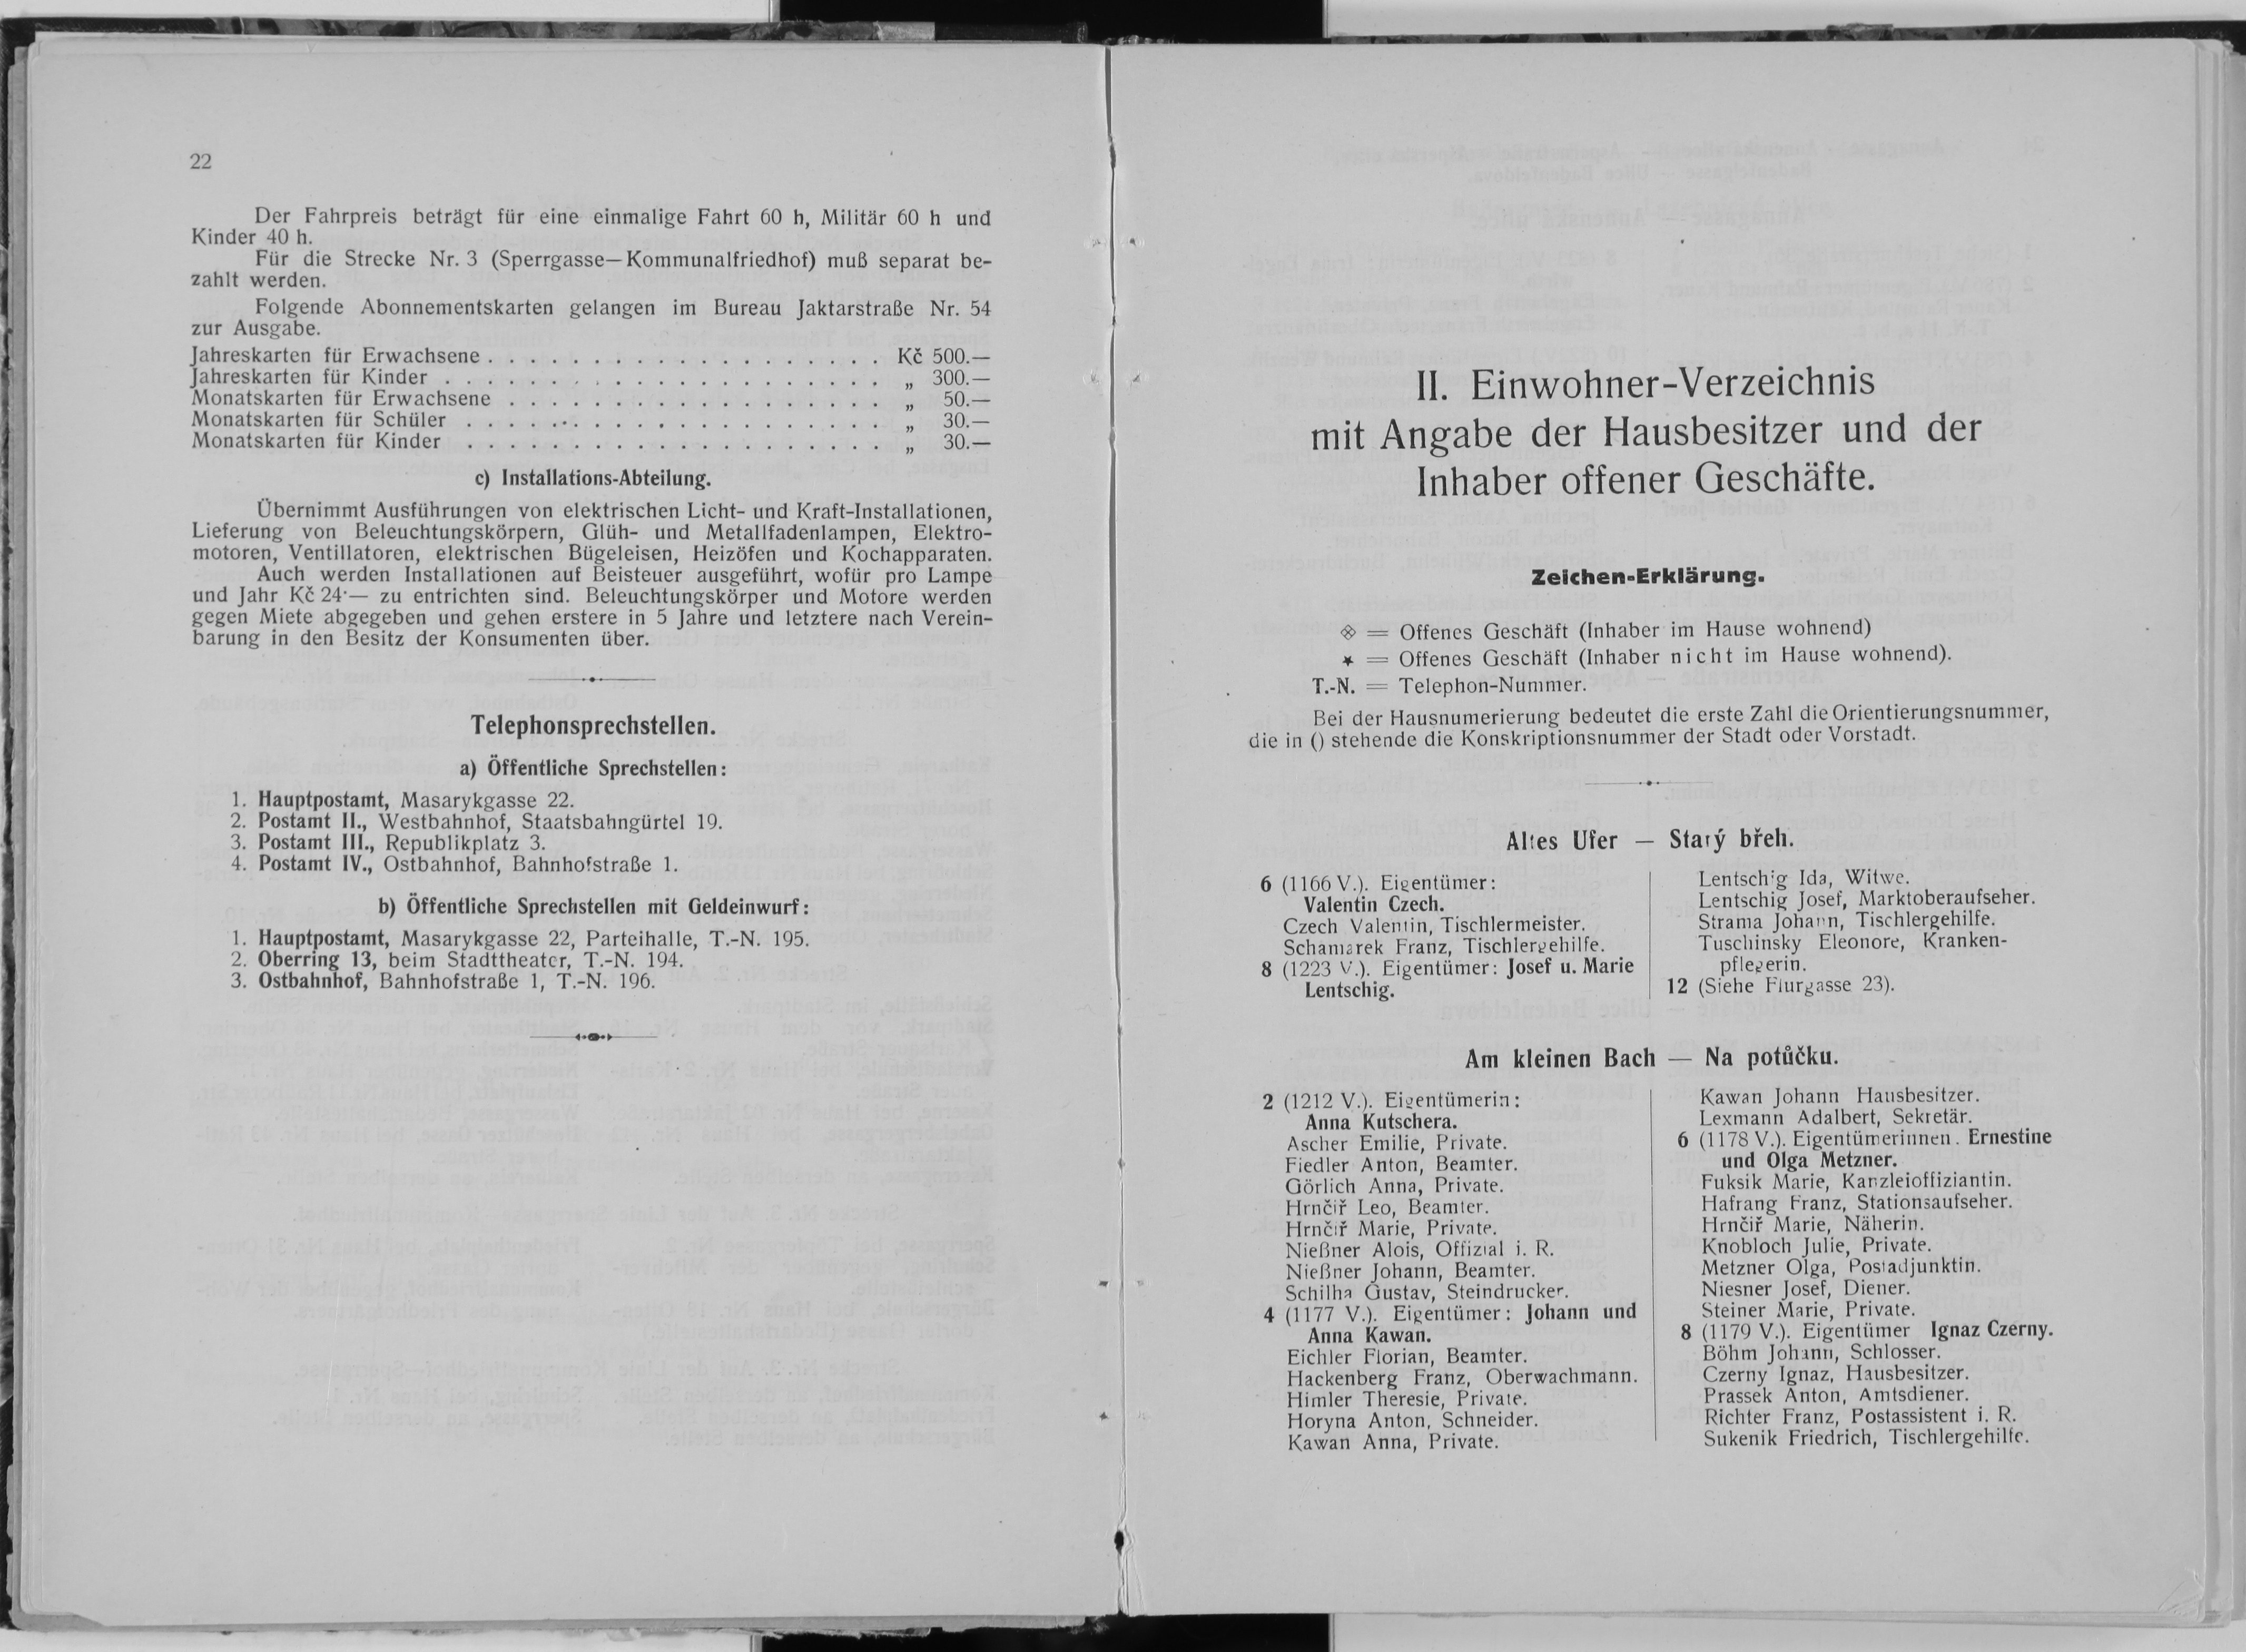 22
Der Fahrpreis beträgt für eine einmalige Fahrt 60 h, Militär 60 h und
Kinder 40 h.
Für die Strecke Nr. 3 (Sperrgasse—Kommunalfriedhof) muß separat be-
zahlt werden.
Folgende Abonnementskarten gelangen im Bureau Jaktarstraße Nr. 54
zur Ausgabe.
Jahreskarten für Erwachsene . . . . . . . . . . . . . . . . . . . Kč 500.—
Jahreskarten für Kinder . . . . . . . . . . . . . . . . . . . . . „ 300.—
Monatskarten für Erwachsene . . . . . . . . . . . . . . . . . . „ 50.—
Monatskarten für Schüler . . . . . . . . . . . . . . . . . . . . „ 30.—
Monatskarten für Kinder . . . . . . . . . . . . . . . . . . . . „ 30.—
c) Installations-Abteilung.
Übernimmt Ausführungen von elektrischen Licht- und Kraft-Installationen,
Lieferung von Beleuchtungskörpern, Glüh- und Metallfadenlampen, Elektro-
motoren, Ventillatoren, elektrischen Bügeleisen, Heizöfen und Kochapparaten.
Auch werden Installationen auf Beisteuer ausgeführt, wofür pro Lampe
und Jahr Kč 24·— zu entrichten sind. Beleuchtungskörper und Motore werden
gegen Miete abgegeben und gehen erstere in 5 Jahre und letztere nach Verein-
barung in den Besitz der Konsumenten über.
Telephonsprechstellen.
a) Öffentliche Sprechstellen:
1. Hauptpostamt, Masarykgasse 22.
2. Postamt II., Westbahnhof, Staatsbahngürtel 19.
3. Postamt III., Republikplatz 3.
4. Postamt IV., Ostbahnhof, Bahnhofstraße 1.
b) Öffentliche Sprechstellen mit Geldeinwurf:
1. Hauptpostamt, Masarykgasse 22, Parteihalle, T.-N. 195.
2. Oberring 13, beim Stadttheater, T.-N. 194.
3. Ostbahnhof, Bahnhofstraße 1, T.-N. 196.
II. Einwohner-Verzeichnis
mit Angabe der Hausbesitzer und der
Inhaber offener Geschäfte.
Zeichen-Erklärung.
※ = Offenes Geschäft (Inhaber im Hause wohnend)
★ = Offenes Geschäft (Inhaber nicht im Hause wohnend).
T.-N. = Telephon-Nummer.
Bei der Hausnumerierung bedeutet die erste Zahl die Orientierungsnummer,
die in () stehende die Konskriptionsnummer der Stadt oder Vorstadt.
Altes Ufer — Starý břeh.
6 (1166 V.). Eigentümer:
Valentin Czech.
Czech Valentin, Tischlermeister.
Schamarek Franz, Tischlergehilfe.
8 (1223 V.). Eigentümer: Josef u. Marie
Lentschig.
Lentschig Ida, Witwe.
Lentschig Josef, Marktoberaufseher.
Strama Johann, Tischlergehilfe.
Tuschinsky Eleonore, Kranken-
pflegerin.
12 (Siehe Flurgasse 23).
Am kleinen Bach — Na potůčku.
2 (1212 V.). Eigentümerin:
Anna Kutschera.
Ascher Emilie, Private.
Fiedler Anton, Beamter.
Görlich Anna, Private.
Hrnčiř Leo, Beamter.
Hrnčiř Marie, Private.
Nießner Alois, Offizial i. R.
Nießner Johann, Beamter.
Schilha Gustav, Steindrucker.
4 (1177 V.). Eigentümer: Johann und
Anna Kawan.
Eichler Florian, Beamter.
Hackenberg Franz, Oberwachmann.
Himler Theresie, Private.
Horyna Anton, Schneider.
Kawan Anna, Private.
Kawan Johann Hausbesitzer.
Lexmann Adalbert, Sekretär.
6 (1178 V.). Eigentümerinnen. Ernestine
und Olga Metzner.
Fuksik Marie, Kanzleioffiziantin.
Hafrang Franz, Stationsaufseher.
Hrnčiř Marie, Näherin.
Knobloch Julie, Private.
Metzner Olga, Postadjunktin.
Niesner Josef, Diener.
Steiner Marie, Private.
8 (1179 V.). Eigentümer Ignaz Czerny.
Böhm Johann, Schlosser.
Czerny Ignaz, Hausbesitzer.
Prassek Anton, Amtsdiener.
Richter Franz, Postassistent i. R.
Sukenik Friedrich, Tischlergehilfe.